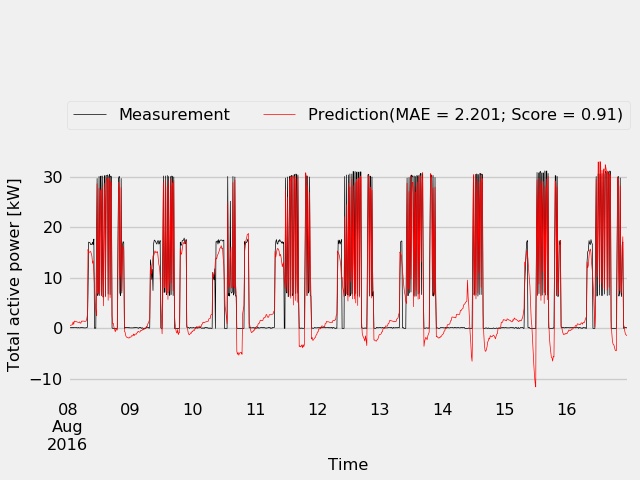 Measurement
Prediction(MAE = 2.201; Score = 0.91)
Total active power [kW]
30
20
10
0
−10
08 09 10 11 12 13 14 15 16
Aug
2016
Time